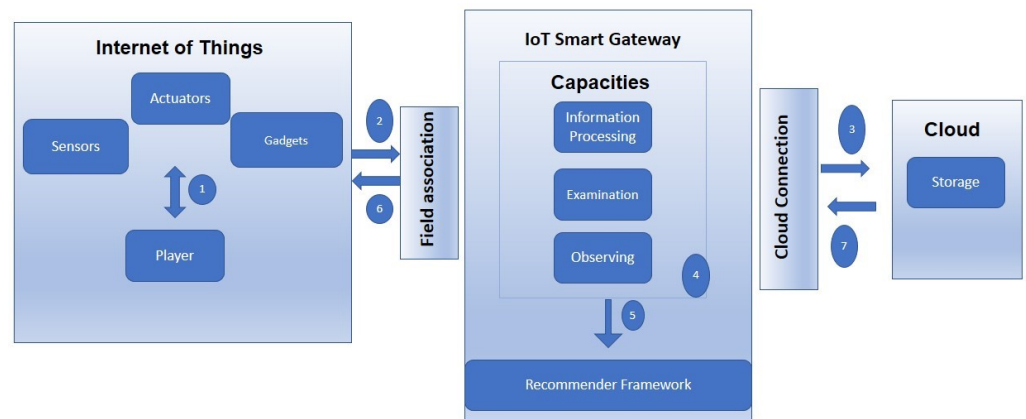 Internet of Things
Actuators
Sensors
Gadgets
1
Player
2
6
Field association
IoT Smart Gateway
Capacities
Information
Processing
Examination
Observing
4
5
Recommender Framework
Cloud Connection
3
7
Cloud
Storage